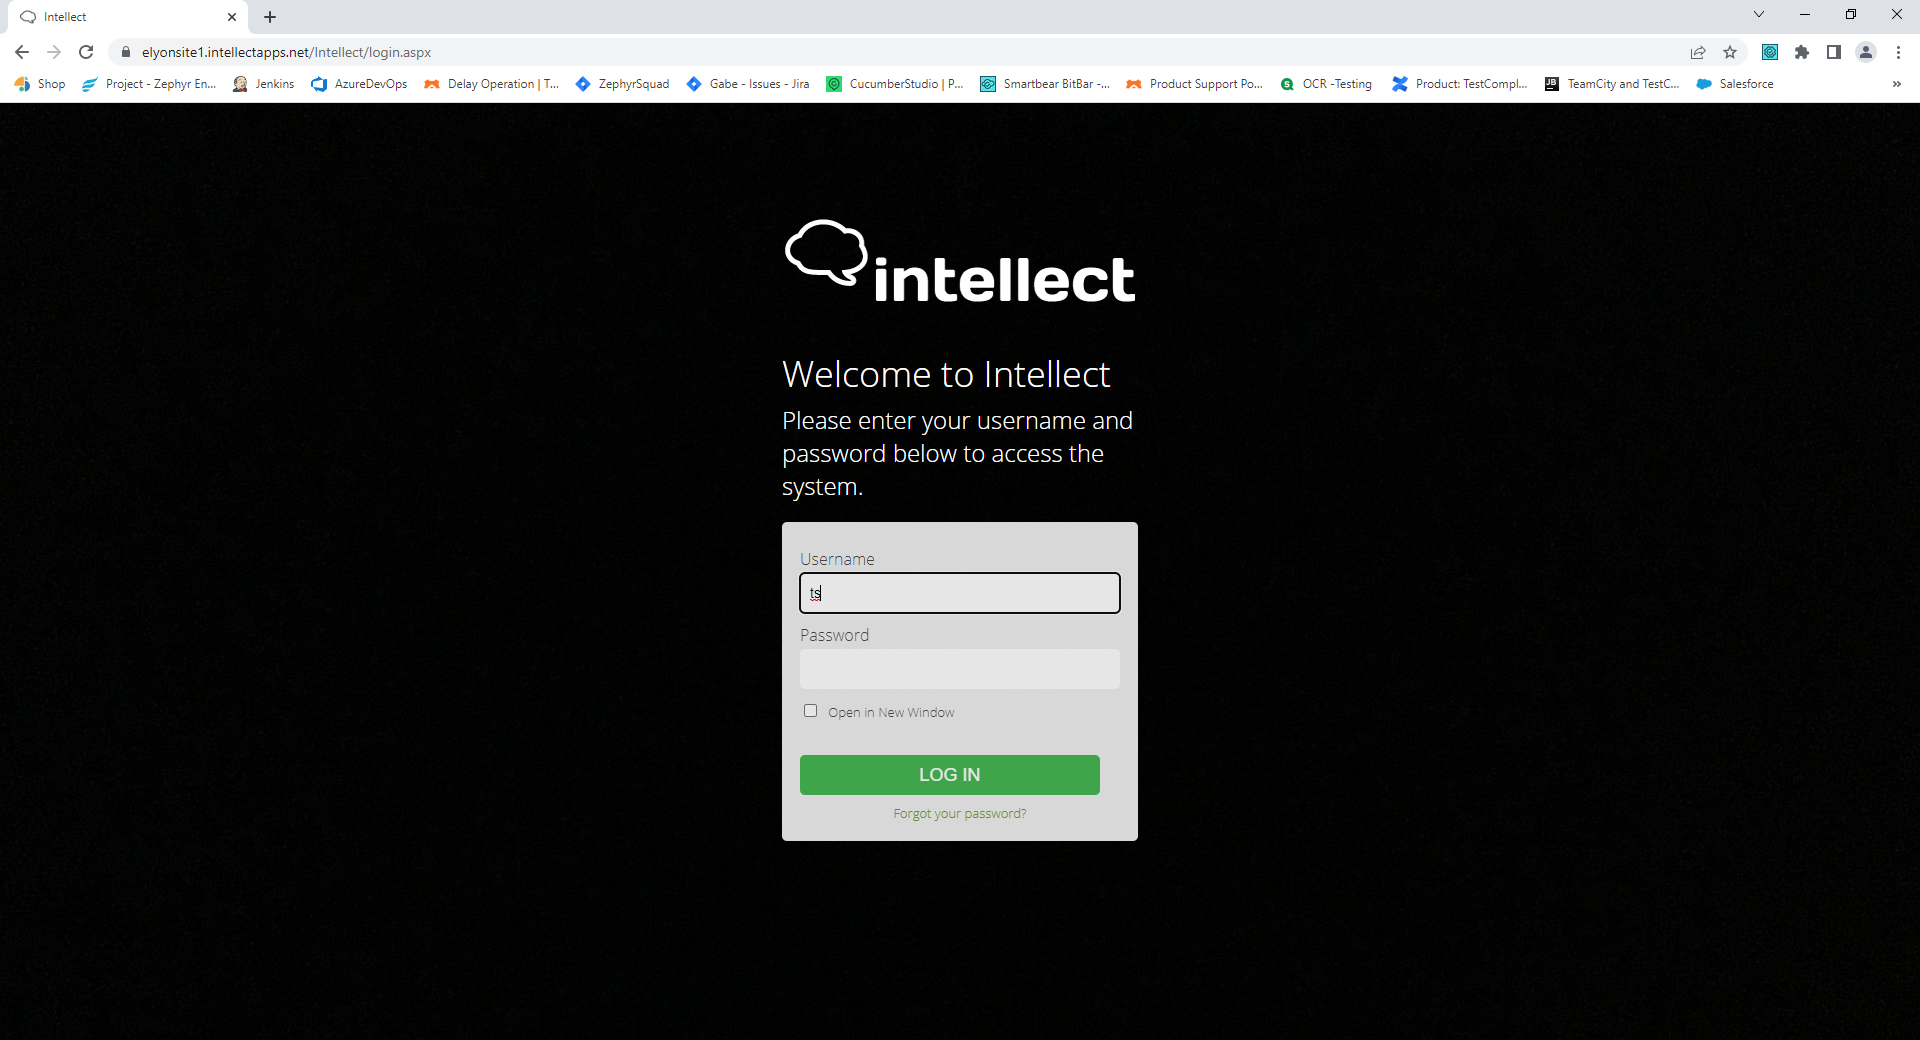 Intellect
elyonsite1.intellectapps.net/Intellect/login.aspx
Shop Project - Zephyr En... Jenkins AzureDevOps Delay Operation | T... ZephyrSquad Gabe - Issues - Jira CucumberStudio | P... Smartbear BitBar -... Product Support Po... OCR -Testing Product: TestCompl... TeamCity and TestC... Salesforce »
intellect
Welcome to Intellect
Please enter your username and
password below to access the
system.
Username
ts
Password
Open in New Window
LOG IN
Forgot your password?